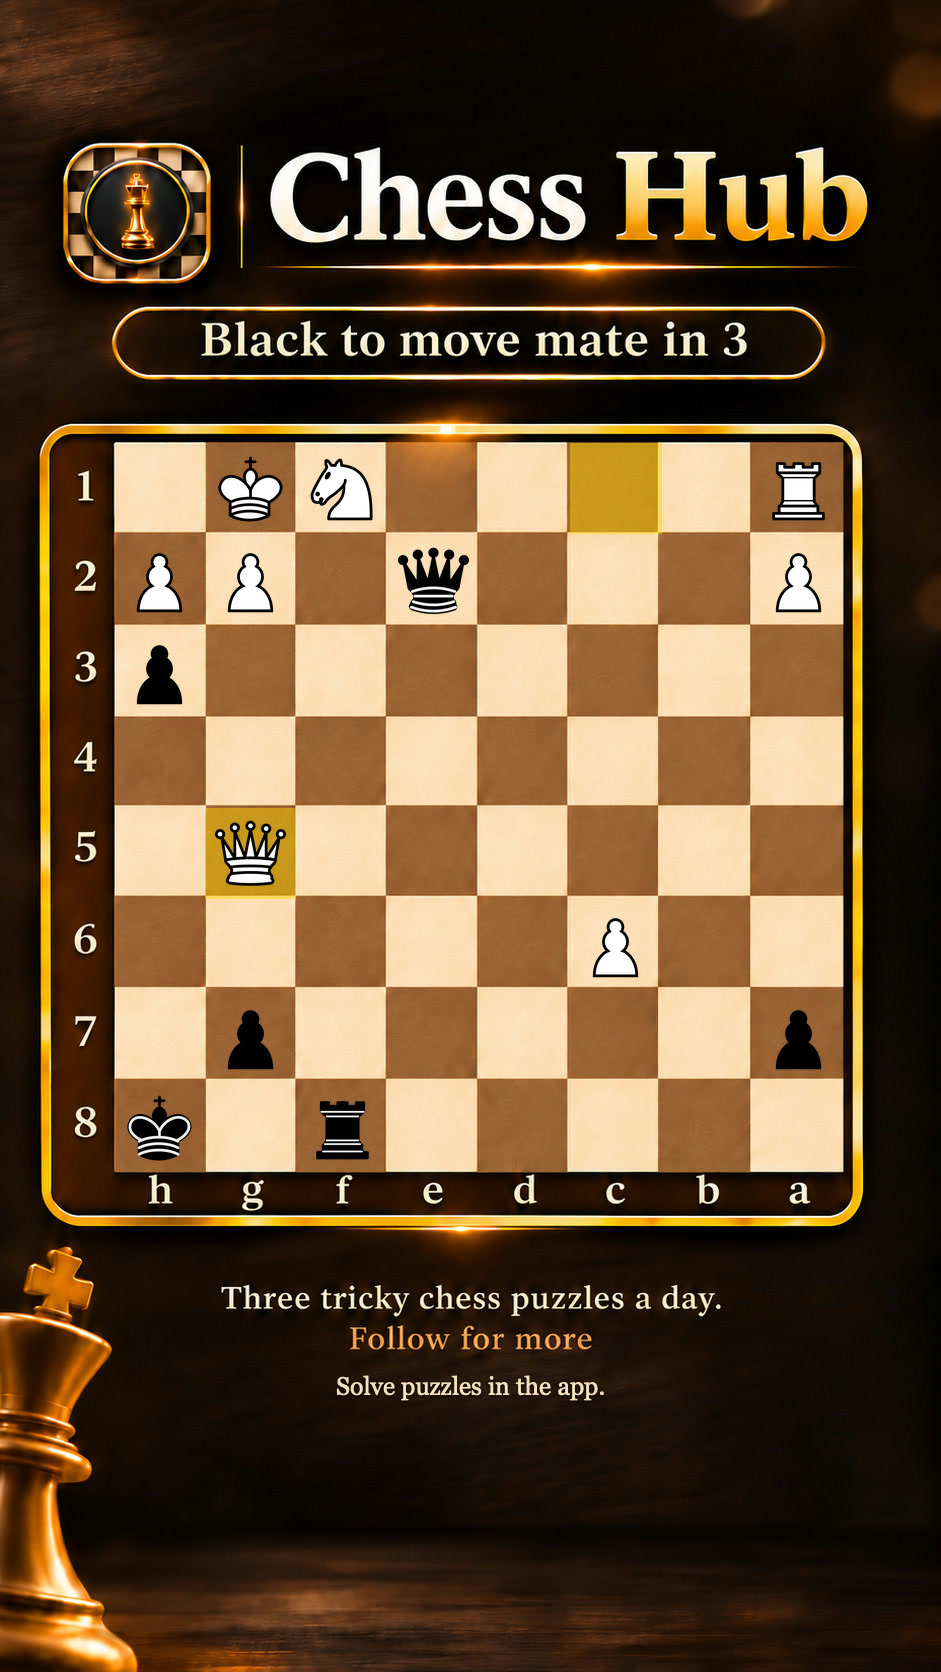 Chess Hub
Black to move mate in 3
1
2
3
4
5
6
7
8
h g f e d c b a
Three tricky chess puzzles a day.
Follow for more
Solve puzzles in the app.